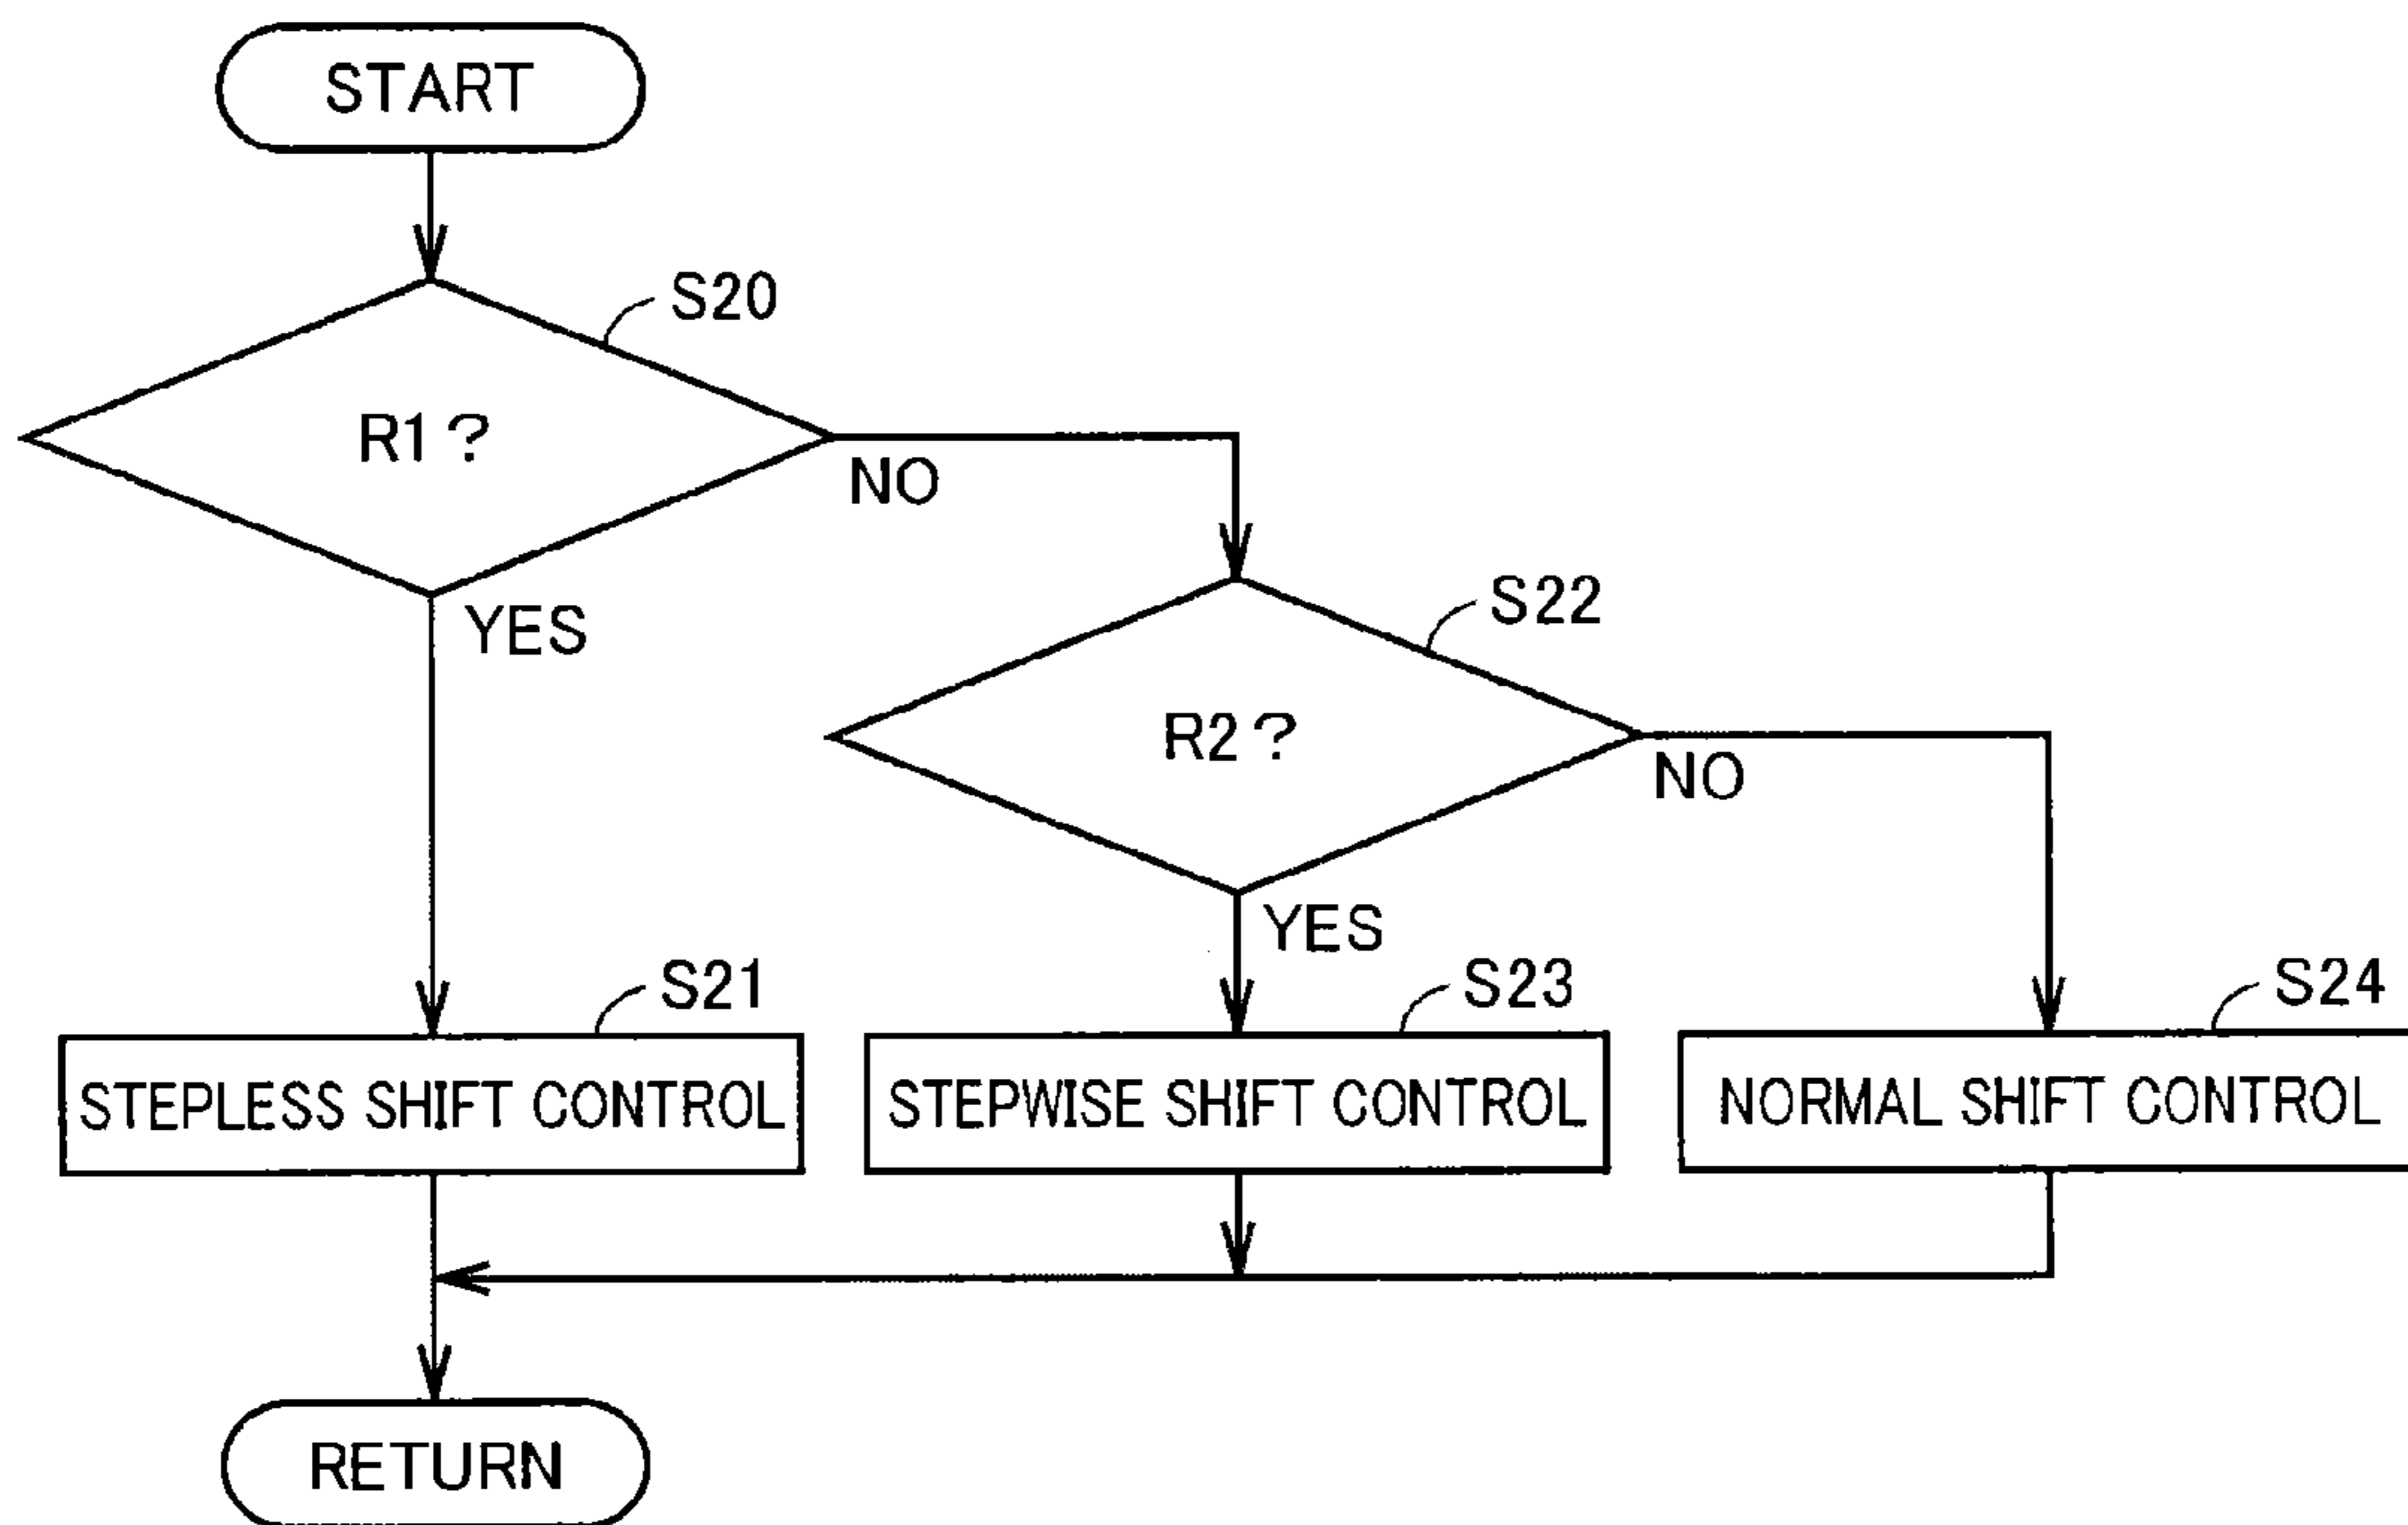 START
S20
R1?
NO
YES
S22
R2?
NO
YES
S21
S23
S24
STEPLESS SHIFT CONTROL
STEPWISE SHIFT CONTROL
NORMAL SHIFT CONTROL
RETURN